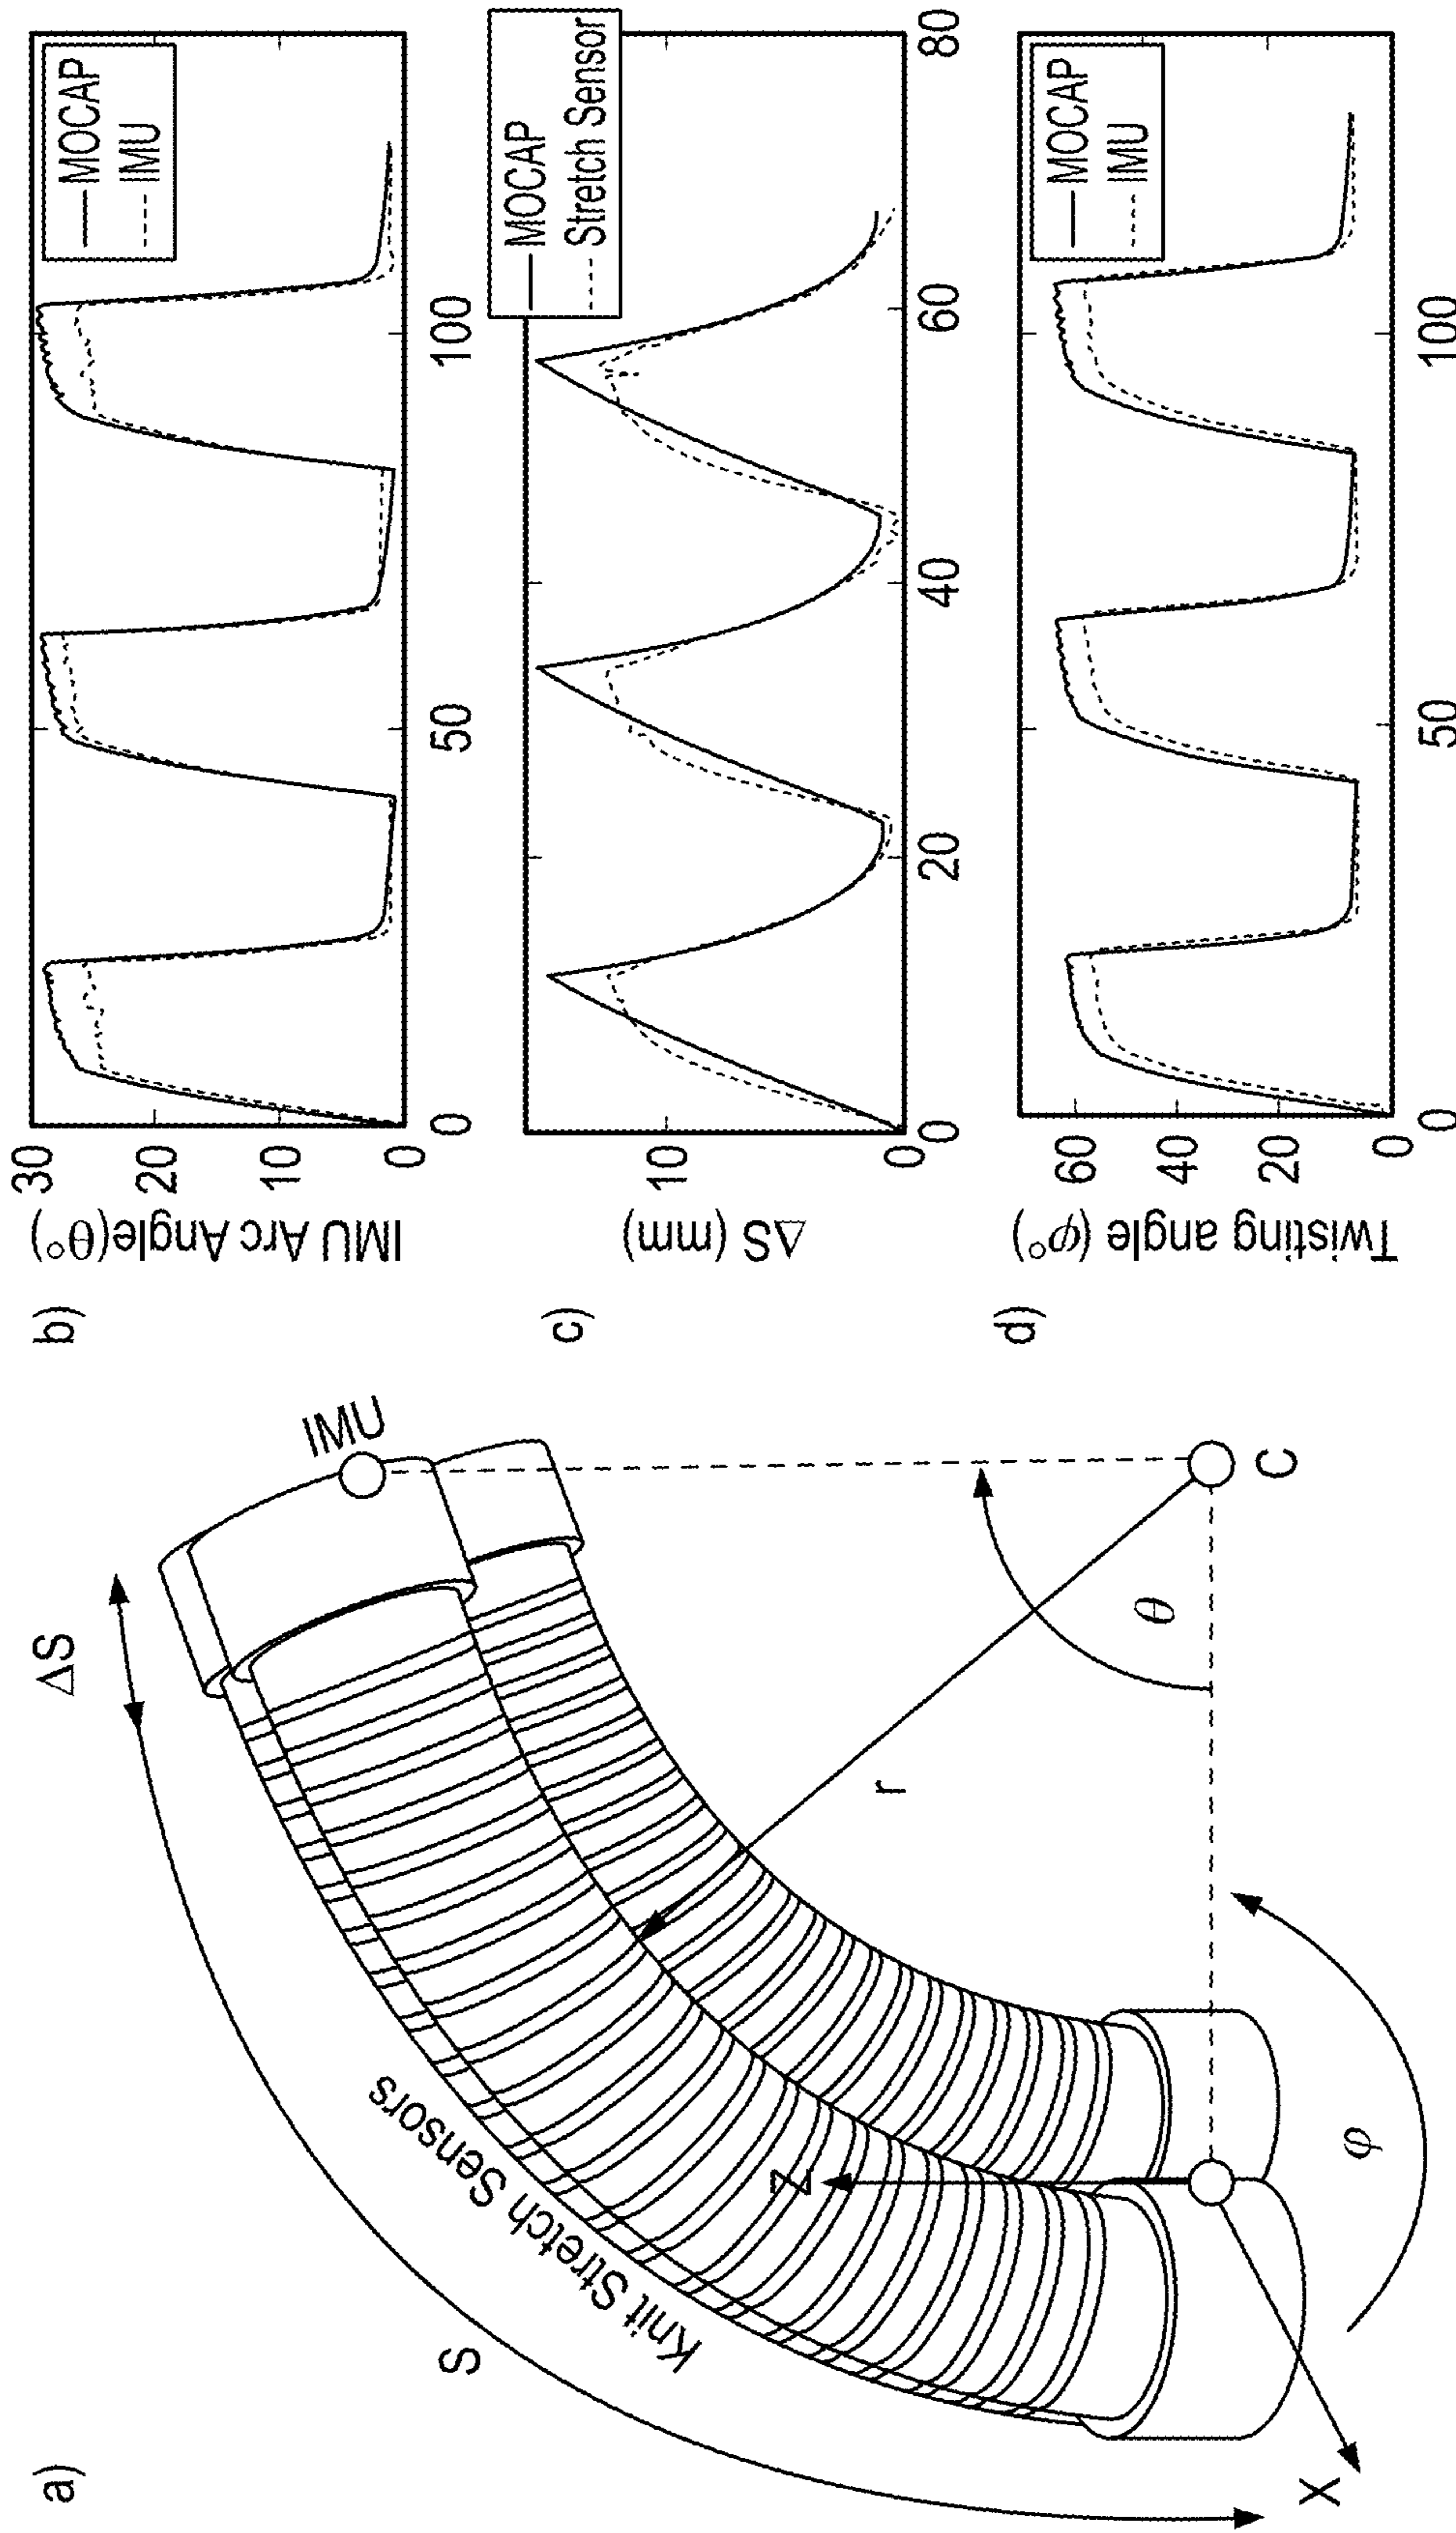 a)
S
ΔS
Knit Stretch Sensors
IMU
Z
r
θ
C
X
φ
b)
IMU Arc Angle(θ°)
30
20
10
0
0
50
100
MOCAP
IMU
c)
ΔS (mm)
10
0
0
20
40
60
80
MOCAP
Stretch Sensor
d)
Twisting angle (φ°)
60
40
20
0
0
50
100
MOCAP
IMU